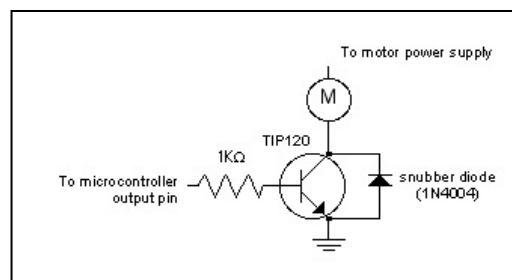 To motor power supply
M
TIP120
1KΩ
To microcontroller
output pin
snubber diode
(1N4004)